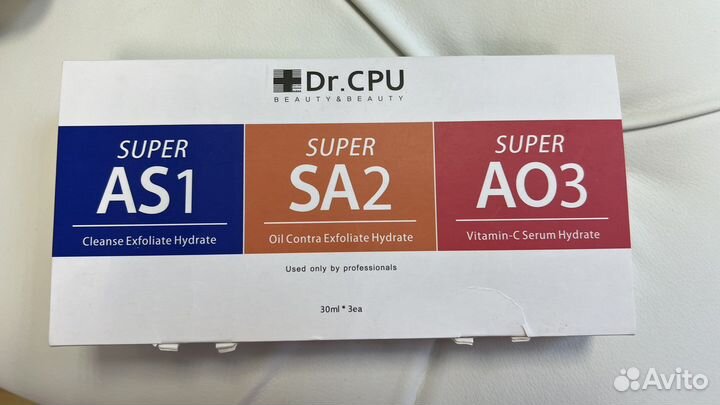 Dr.CPU
BEAUTY&BEAUTY
SUPER
AS1
Cleanse Exfoliate Hydrate
SUPER
SA2
Oil Contra Exfoliate Hydrate
SUPER
AO3
Vitamin-C Serum Hydrate
Used only by professionals
30ml * 3ea
Avito